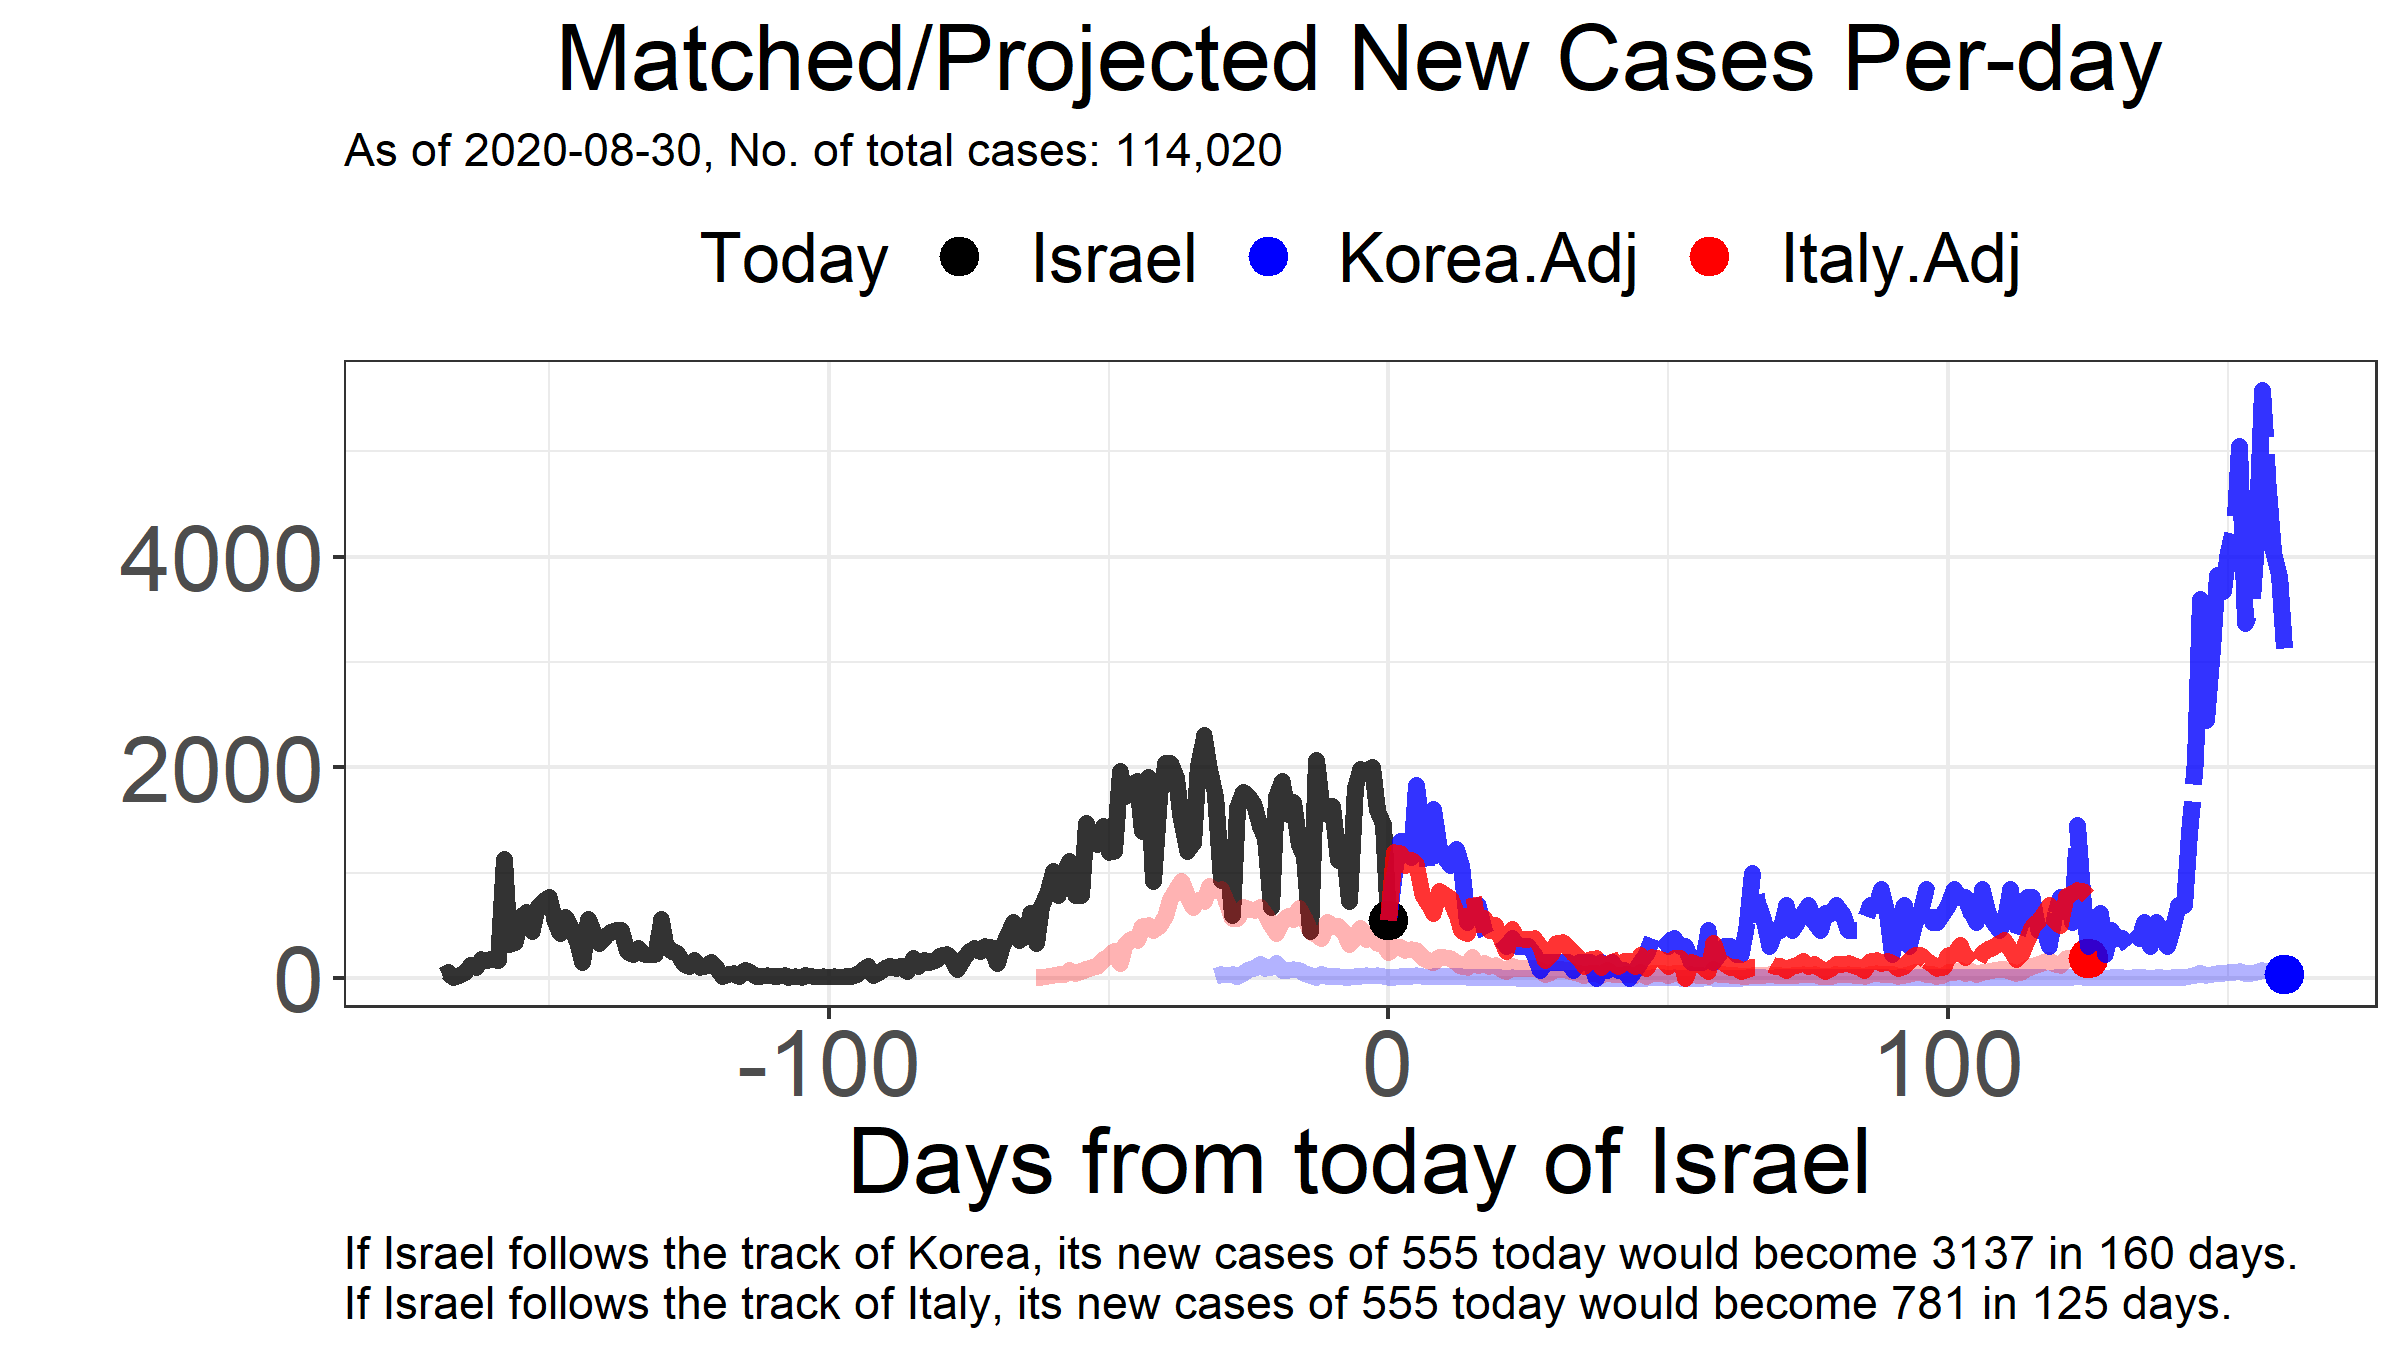 Matched/Projected New Cases Per-day
As of 2020-08-30, No. of total cases: 114,020
Today Israel Korea.Adj Italy.Adj
4000
2000
0
-100 0 100
Days from today of Israel
If Israel follows the track of Korea, its new cases of 555 today would become 3137 in 160 days.
If Israel follows the track of Italy, its new cases of 555 today would become 781 in 125 days.